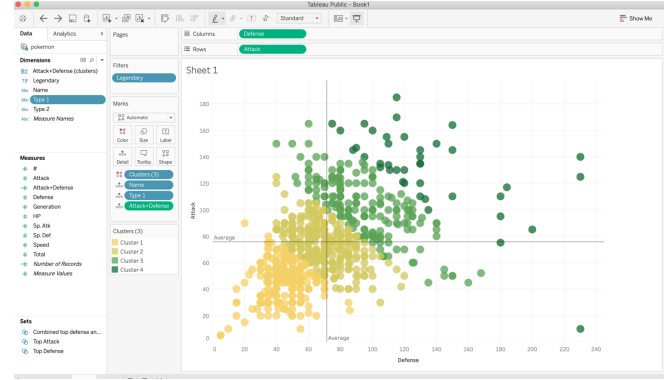 Tableau Public - Book1
Standard
Show Me
Data Analytics
Pages
Columns
Defense
Rows
Attack
pokemon
Dimensions
Attack+Defense (clusters)
Legendary
Abc Name
Abc Type 1
Abc Type 2
Abc Measure Names
Measures
#
Attack
Attack+Defense
Defense
Generation
HP
Sp. Atk
Sp. Def
Speed
Total
Number of Records
Measure Values
Sets
Combined top defense an...
Top Attack
Top Defense
Filters
Legendary
Marks
Automatic
Color Size Label
Detail Tooltip Shape
Clusters (3)
Name
Type 1
Attack+Defense
Clusters (3)
Cluster 1
Cluster 2
Cluster 3
Cluster 4
Sheet 1
180
160
140
120
100
80
60
40
20
0
Attack
Average
Average
0 20 40 60 80 100 120 140 160 180 200 220 240
Defense